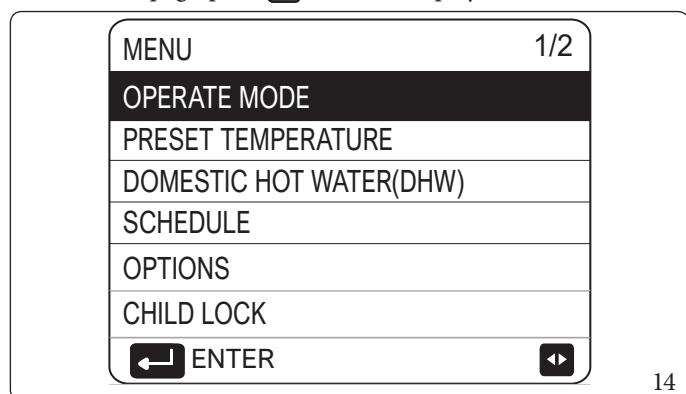 MENU 1/2
OPERATE MODE
PRESET TEMPERATURE
DOMESTIC HOT WATER(DHW)
SCHEDULE
OPTIONS
CHILD LOCK
ENTER
14